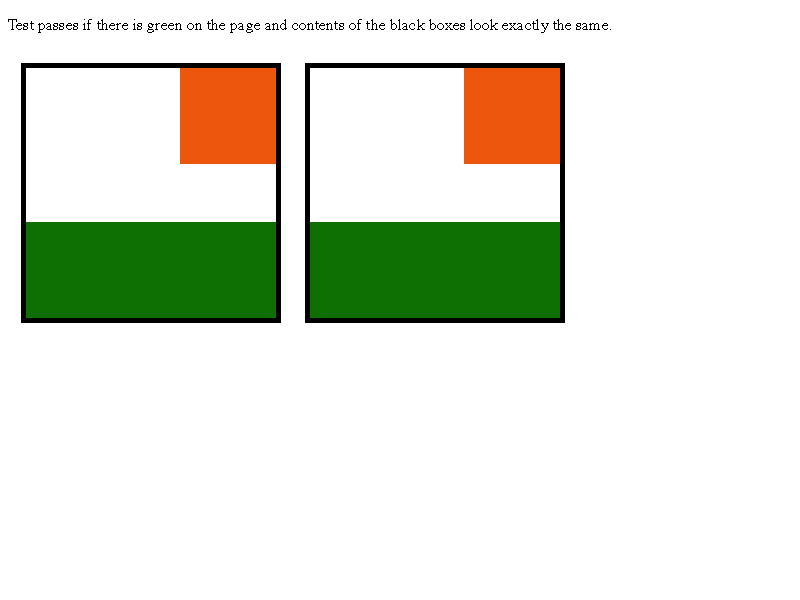 Test passes if there is green on the page and contents of the black boxes look exactly the same.